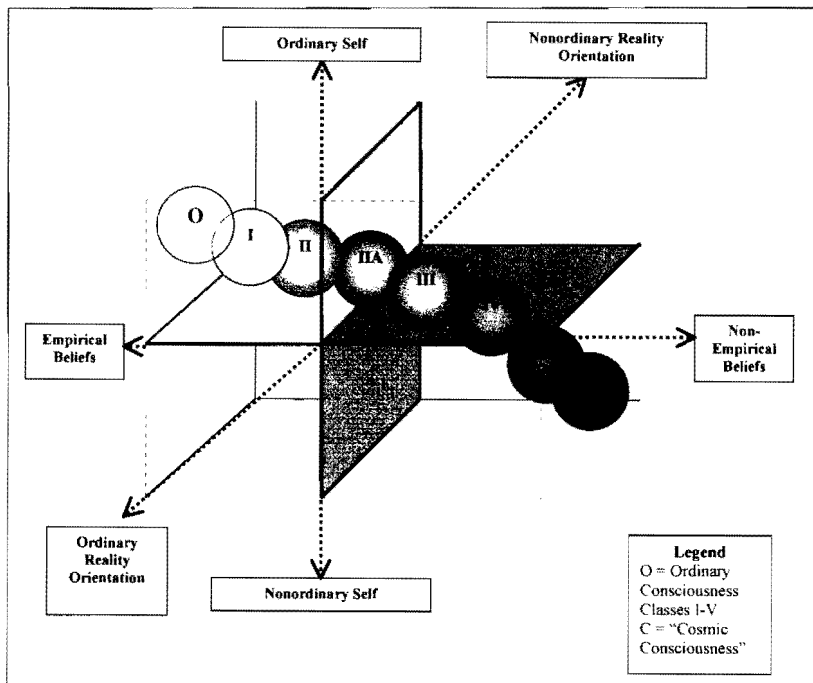 Ordinary Self
Nonordinary Reality
Orientation
O
I
II
IIA
III
Empirical
Beliefs
Non-
Empirical
Beliefs
Ordinary
Reality
Orientation
Nonordinary Self
Legend
O = Ordinary
Consciousness
Classes I-V
C = “Cosmic
Consciousness”